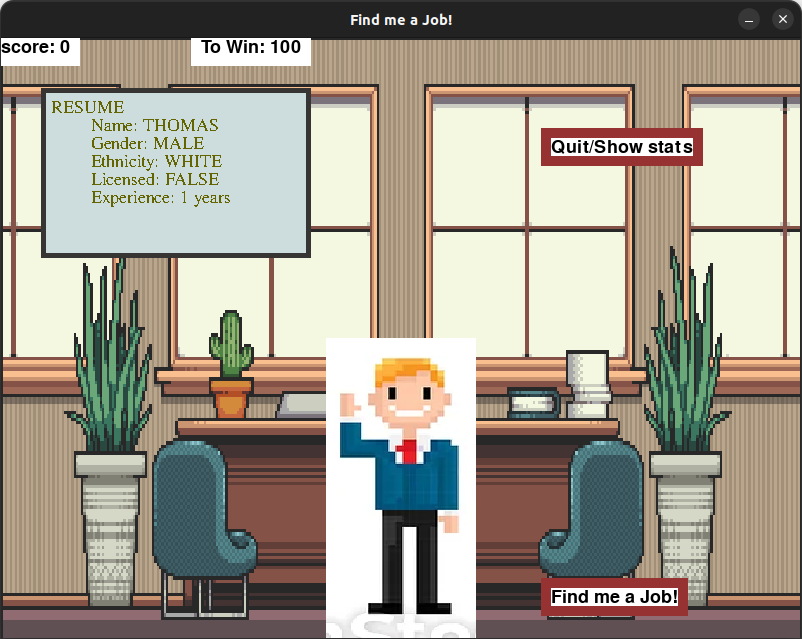 Find me a Job!
score: 0
To Win: 100
RESUME
Name: THOMAS
Gender: MALE
Ethnicity: WHITE
Licensed: FALSE
Experience: 1 years
Quit/Show stats
Find me a Job!